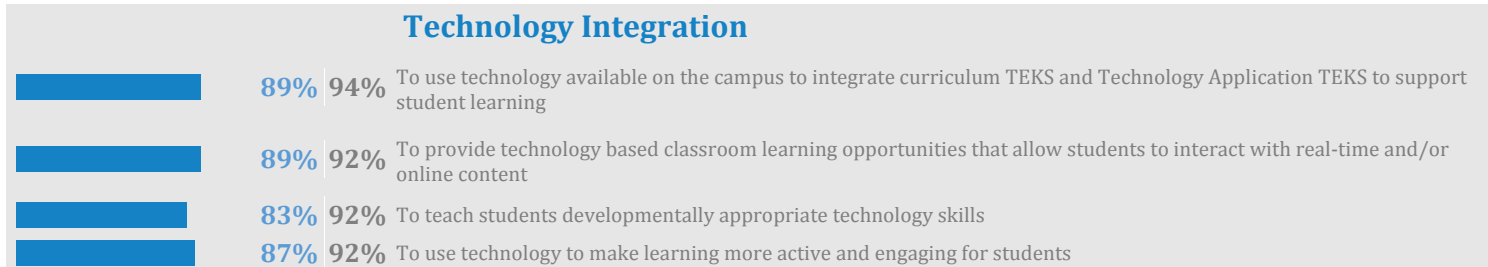 Technology Integration
89% 94% To use technology available on the campus to integrate curriculum TEKS and Technology Application TEKS to support
student learning
89% 92% To provide technology based classroom learning opportunities that allow students to interact with real-time and/or
online content
83% 92% To teach students developmentally appropriate technology skills
87% 92% To use technology to make learning more active and engaging for students